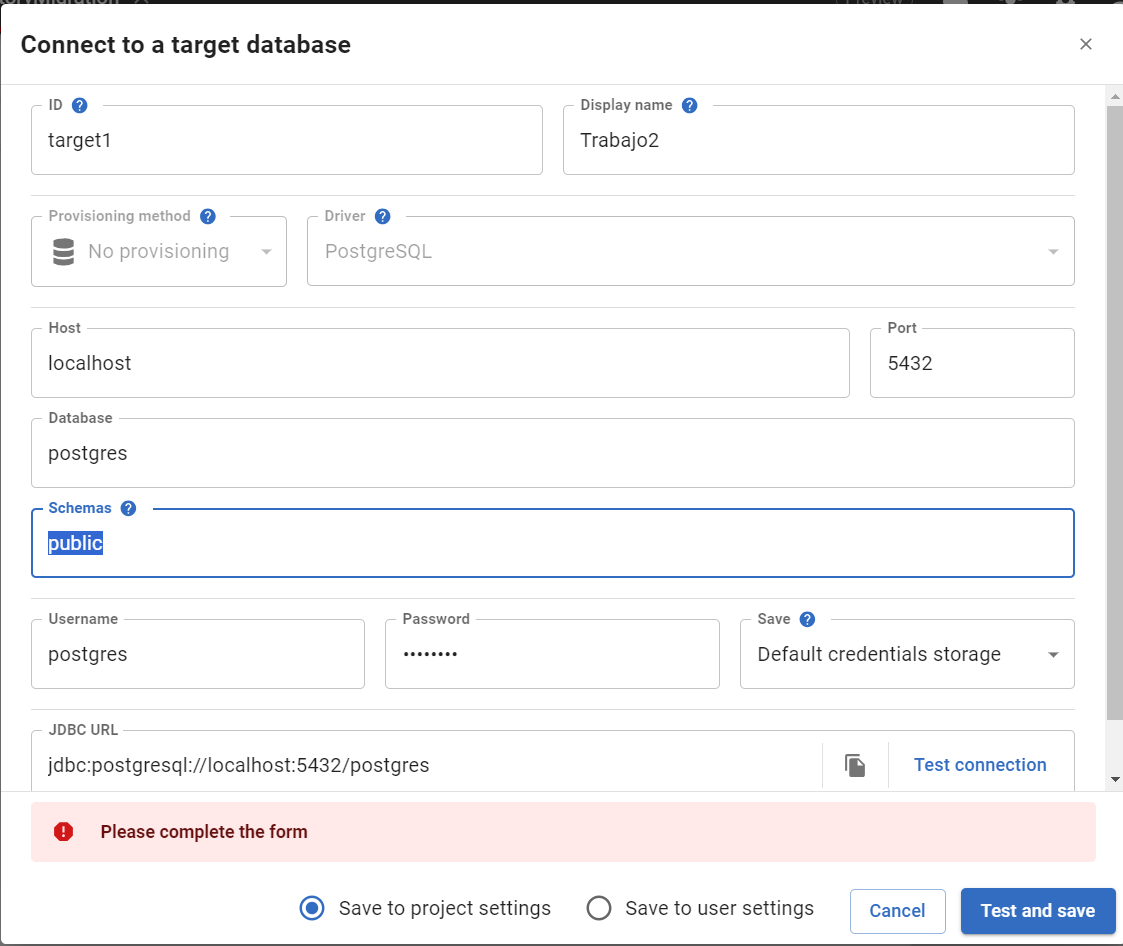 Connect to a target database
ID
Display name
target1
Trabajo2
Provisioning method
Driver
No provisioning
PostgreSQL
Host
Port
localhost
5432
Database
postgres
Schemas
public
Username
Password
Save
postgres
••••••••
Default credentials storage
JDBC URL
jdbc:postgresql://localhost:5432/postgres
Test connection
Please complete the form
Save to project settings
Save to user settings
Cancel
Test and save